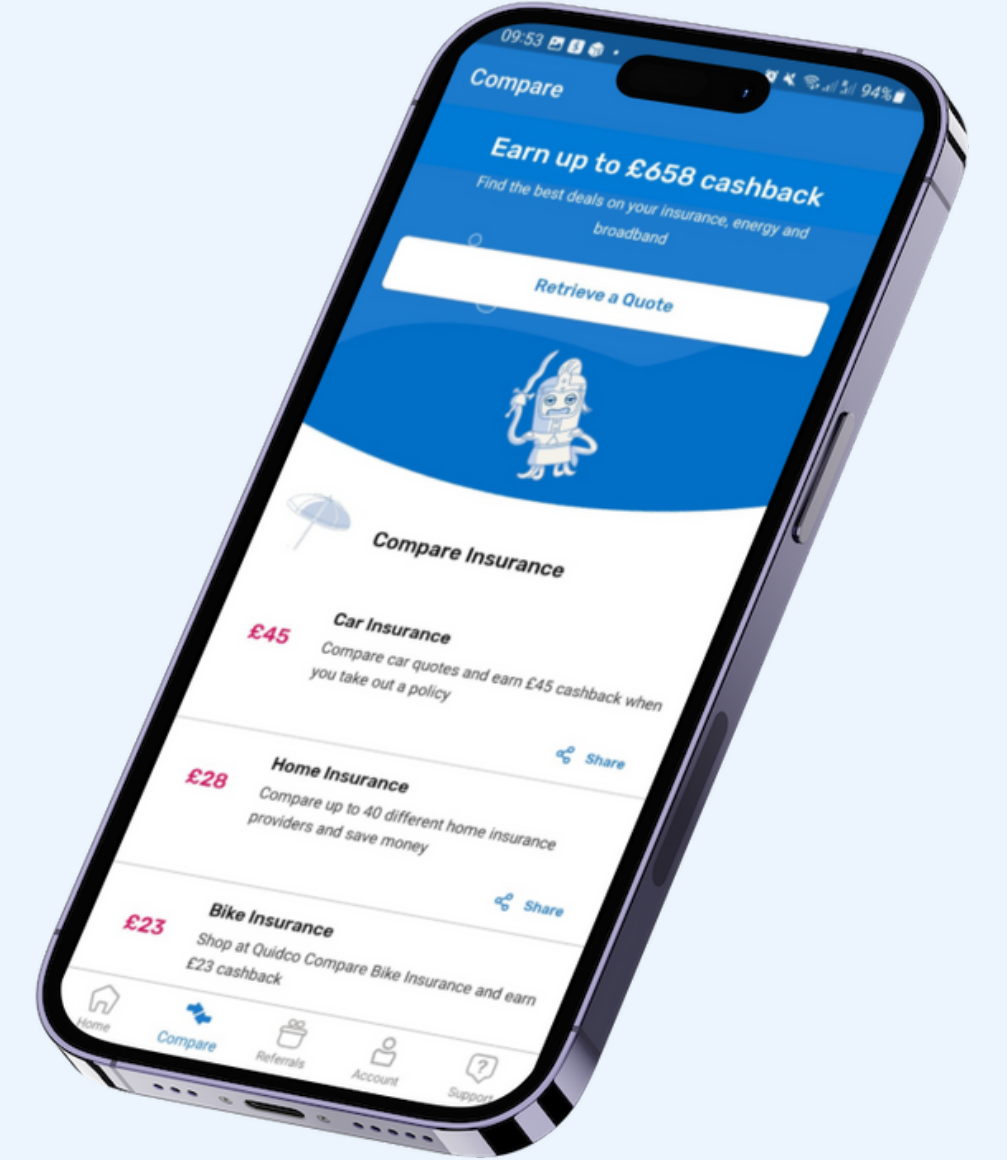 09:53
94%
Compare
Earn up to £658 cashback
Find the best deals on your insurance, energy and
broadband
Retrieve a Quote
Compare Insurance
£45
Car Insurance
Compare car quotes and earn £45 cashback when
you take out a policy
Share
£28
Home Insurance
Compare up to 40 different home insurance
providers and save money
Share
£23
Bike Insurance
Shop at Quidco Compare Bike Insurance and earn
£23 cashback
Home
Compare
Referrals
Account
Support